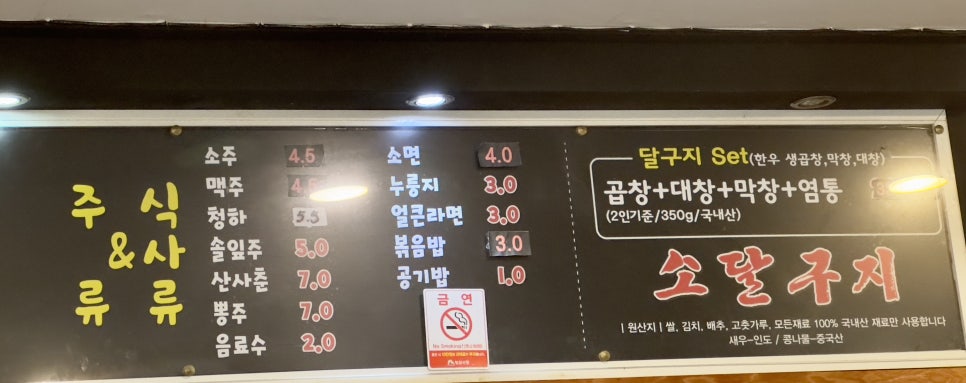 주 식
&사
류 류
소주 4.5
맥주 4.5
청하 5.5
솔잎주 5.0
산사춘 7.0
뽕주 7.0
음료수 2.0
소면 4.0
누룽지 3.0
얼큰라면 3.0
볶음밥 3.0
공기밥 1.0
금 연
No Smoking
달구지 Set(한우 생곱창,막창,대창)
곱창+대창+막창+염통
(2인기준/350g/국내산)
소달구지
| 원산지 | 쌀, 김치, 배추, 고춧가루, 모든재료 100% 국내산 재료만 사용합니다
새우-인도 / 콩나물-중국산